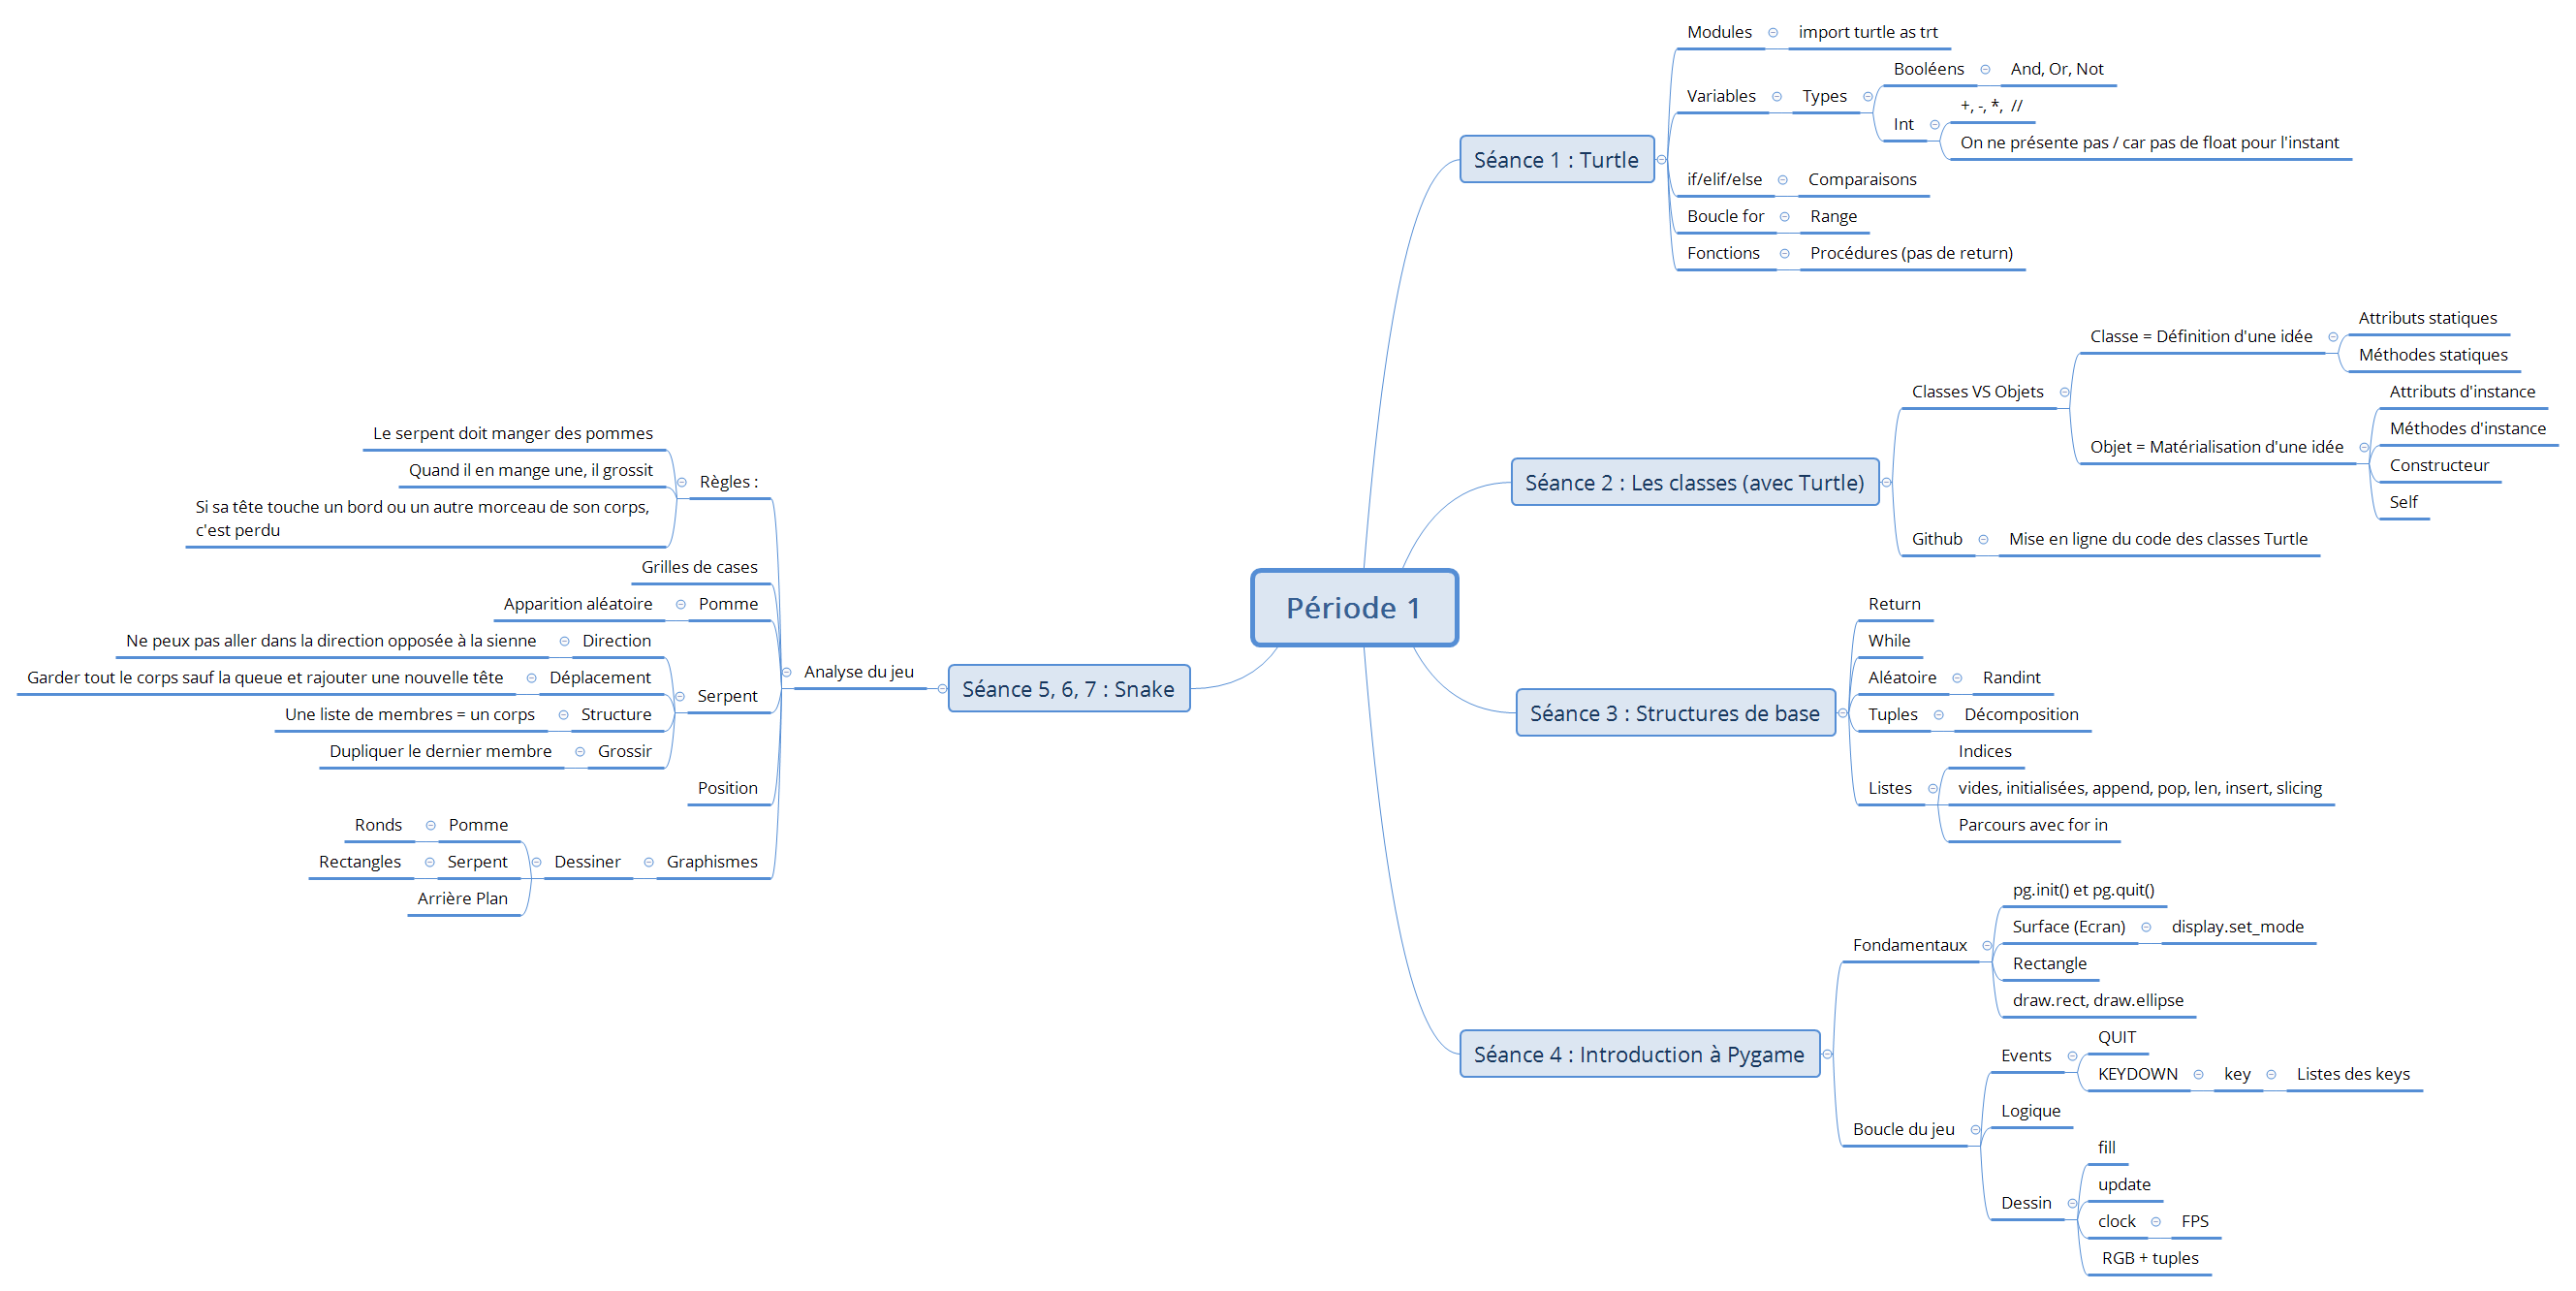 Période 1
Séance 1 : Turtle
Modules
import turtle as trt
Variables
Types
Booléens
And, Or, Not
Int
+, -, *, //
On ne présente pas / car pas de float pour l'instant
if/elif/else
Comparaisons
Boucle for
Range
Fonctions
Procédures (pas de return)
Séance 2 : Les classes (avec Turtle)
Classes VS Objets
Classe = Définition d'une idée
Attributs statiques
Méthodes statiques
Objet = Matérialisation d'une idée
Attributs d'instance
Méthodes d'instance
Constructeur
Self
Github
Mise en ligne du code des classes Turtle
Séance 3 : Structures de base
Return
While
Aléatoire
Randint
Tuples
Décomposition
Listes
Indices
vides, initialisées, append, pop, len, insert, slicing
Parcours avec for in
Séance 4 : Introduction à Pygame
Fondamentaux
pg.init() et pg.quit()
Surface (Ecran)
display.set_mode
Rectangle
draw.rect, draw.ellipse
Boucle du jeu
Events
QUIT
KEYDOWN
key
Listes des keys
Logique
Dessin
fill
update
clock
FPS
RGB + tuples
Séance 5, 6, 7 : Snake
Analyse du jeu
Règles :
Le serpent doit manger des pommes
Quand il en mange une, il grossit
Si sa tête touche un bord ou un autre morceau de son corps,
c'est perdu
Grilles de cases
Pomme
Apparition aléatoire
Serpent
Direction
Ne peux pas aller dans la direction opposée à la sienne
Déplacement
Garder tout le corps sauf la queue et rajouter une nouvelle tête
Structure
Une liste de membres = un corps
Grossir
Dupliquer le dernier membre
Position
Graphismes
Dessiner
Pomme
Ronds
Serpent
Rectangles
Arrière Plan